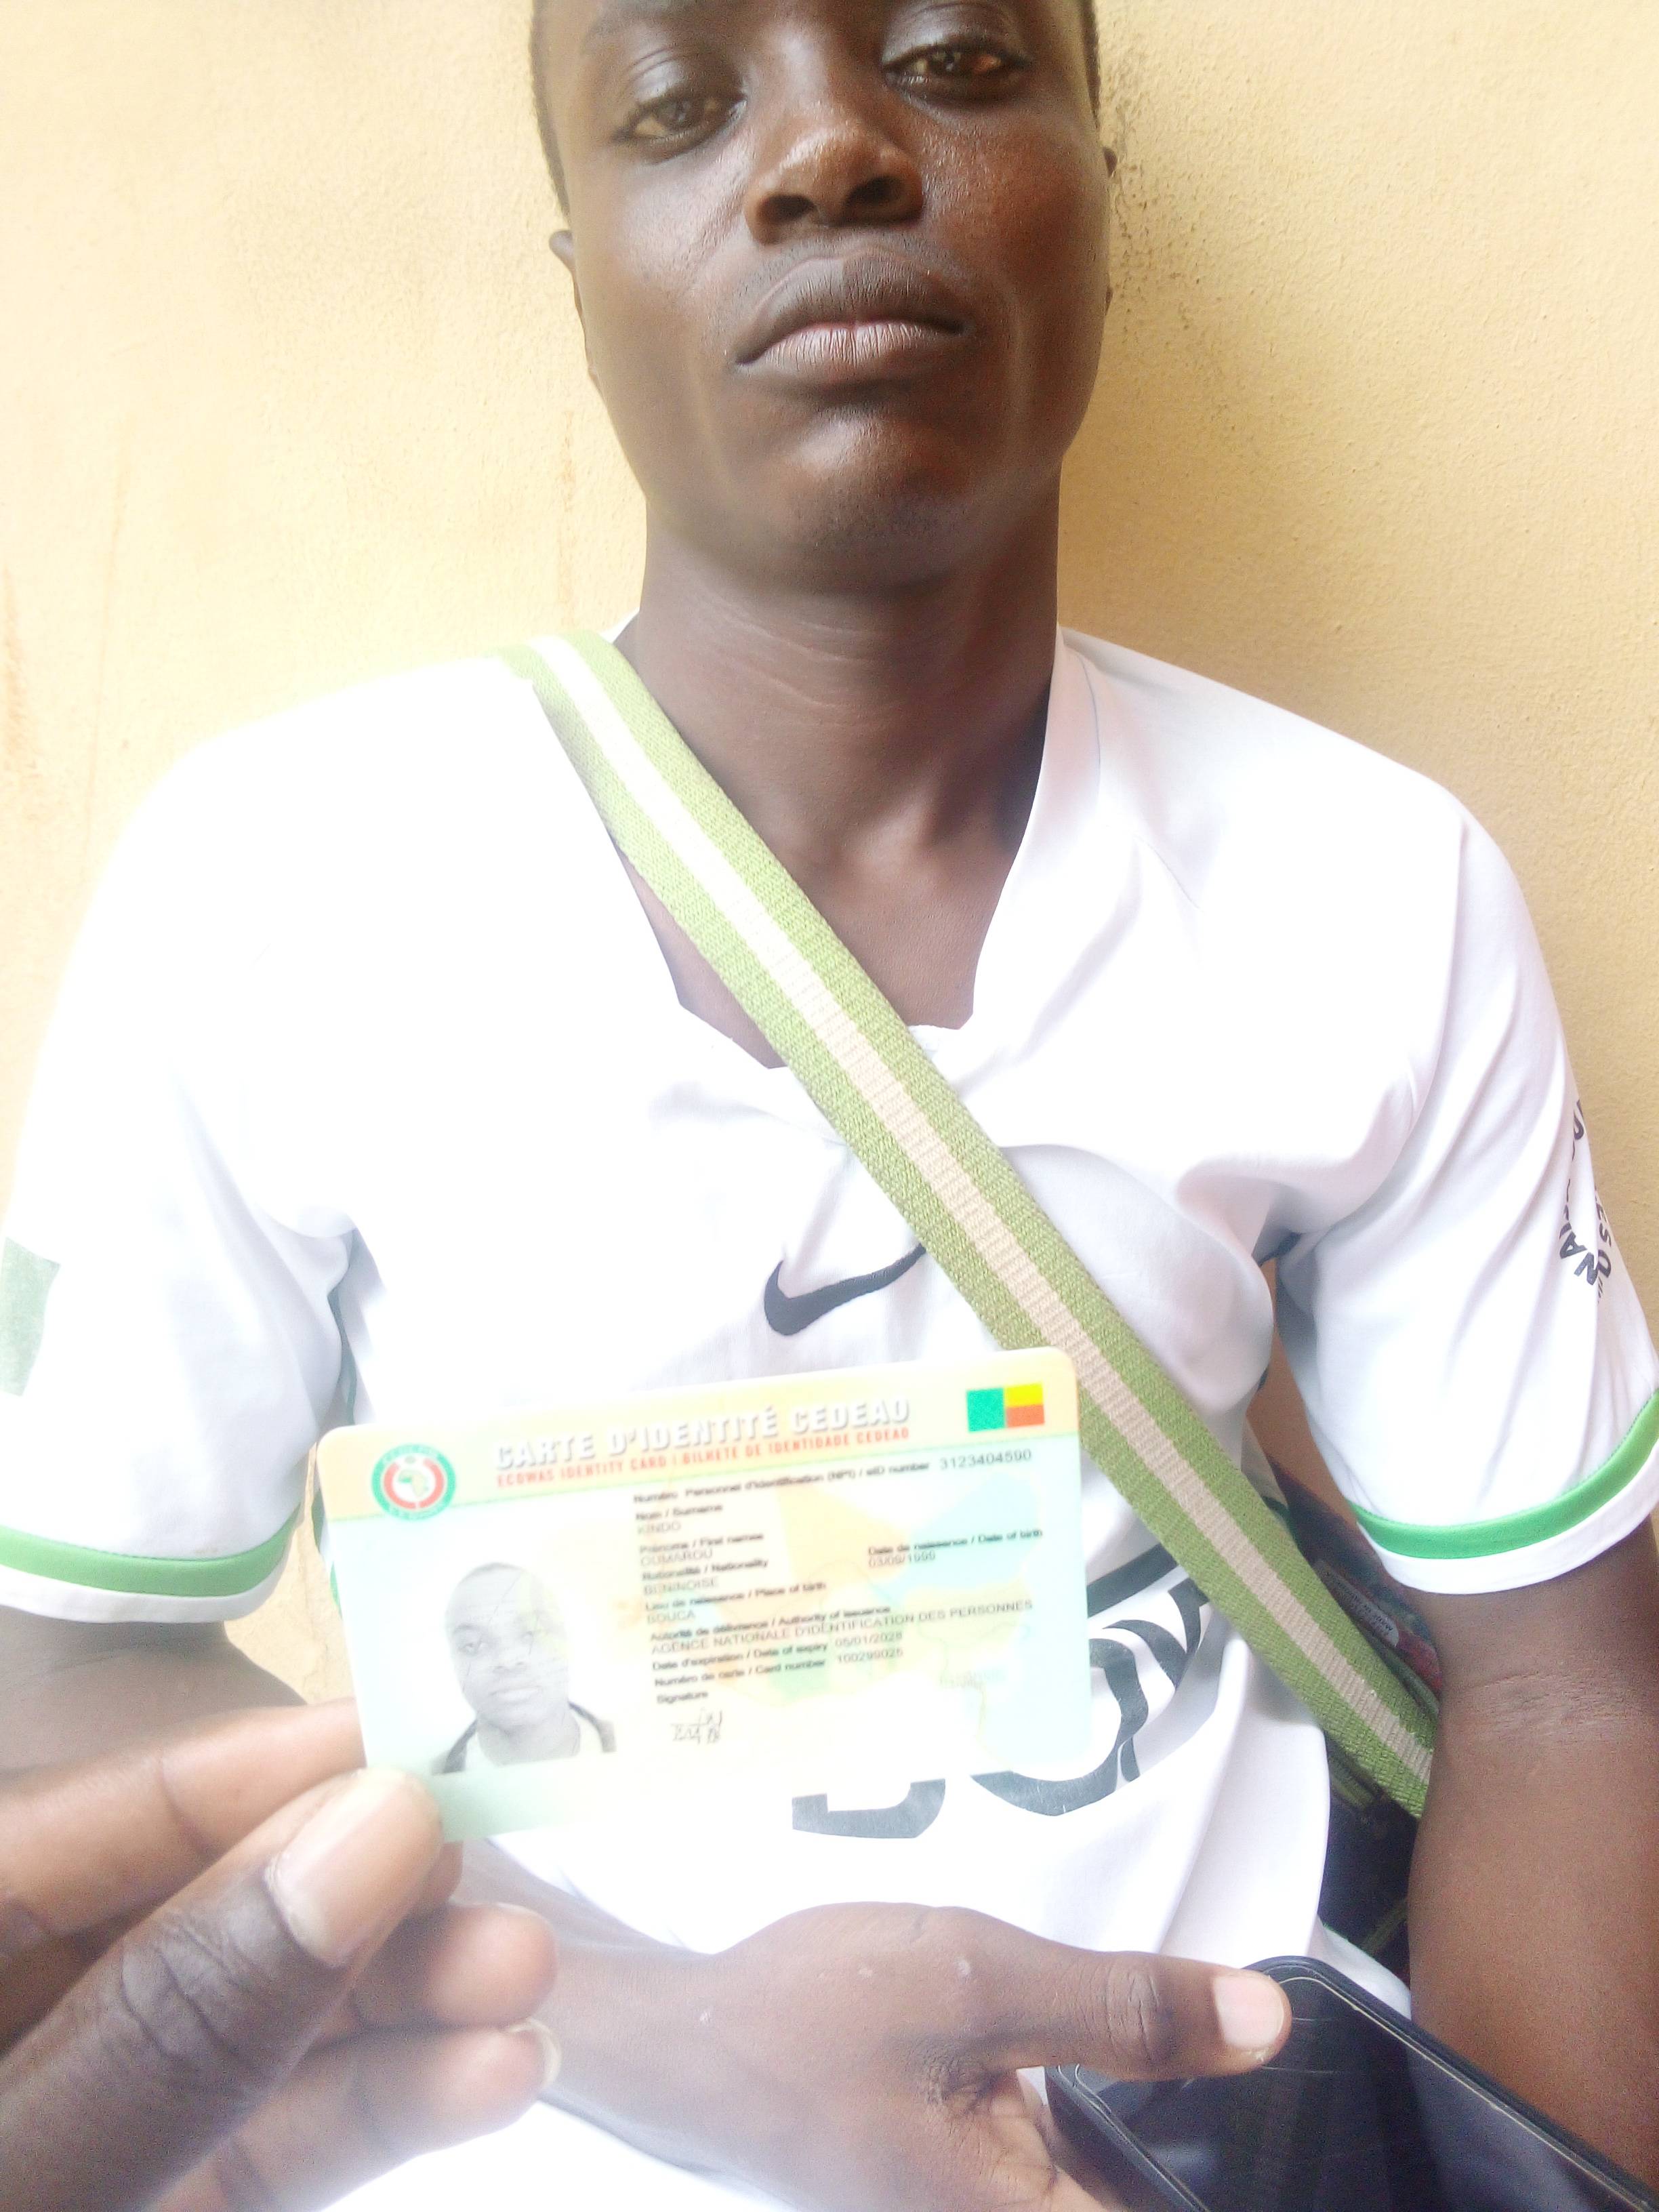 CARTE D'IDENTITÉ CEDEAO
ECOWAS IDENTITY CARD | BILHETE DE IDENTIDADE CEDEAO
Numéro Personnel d'Identification (NPI) / eID number 3123404590
Nom / Surname
KINDO
Prénoms / First names
OUMAROU
Nationalité / Nationality
Date de naissance / Date of birth
BENINOISE
Lieu de naissance / Place of birth
Autorité de délivrance / Authority of issuance
AGENCE NATIONALE D'IDENTIFICATION DES PERSONNES
Date d'expiration / Date of expiry 05/01/2028
Numéro de carte / Card number
Signature